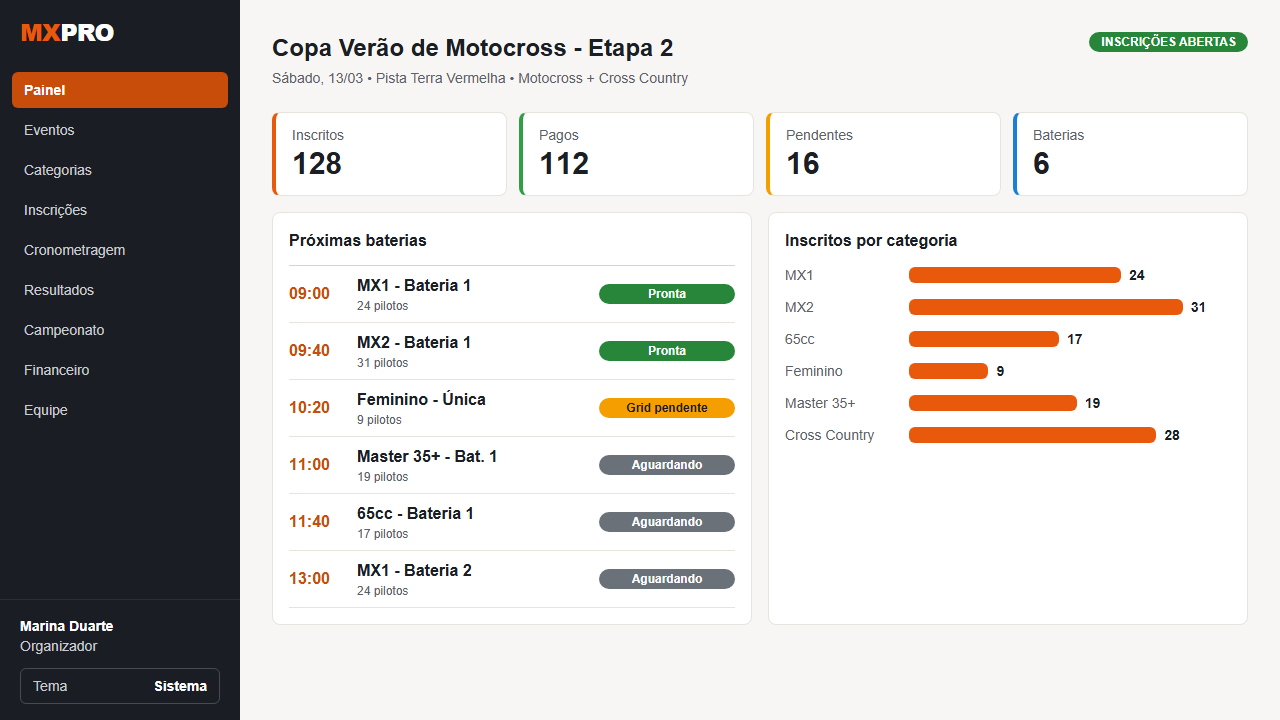 MXPRO
Painel
Eventos
Categorias
Inscrições
Cronometragem
Resultados
Campeonato
Financeiro
Equipe
Marina Duarte
Organizador
Tema Sistema
Copa Verão de Motocross - Etapa 2
INSCRIÇÕES ABERTAS
Sábado, 13/03 • Pista Terra Vermelha • Motocross + Cross Country
Inscritos
128
Pagos
112
Pendentes
16
Baterias
6
Próximas baterias
09:00 MX1 - Bateria 1 Pronta
24 pilotos
09:40 MX2 - Bateria 1 Pronta
31 pilotos
10:20 Feminino - Única Grid pendente
9 pilotos
11:00 Master 35+ - Bat. 1 Aguardando
19 pilotos
11:40 65cc - Bateria 1 Aguardando
17 pilotos
13:00 MX1 - Bateria 2 Aguardando
24 pilotos
Inscritos por categoria
MX1 24
MX2 31
65cc 17
Feminino 9
Master 35+ 19
Cross Country 28